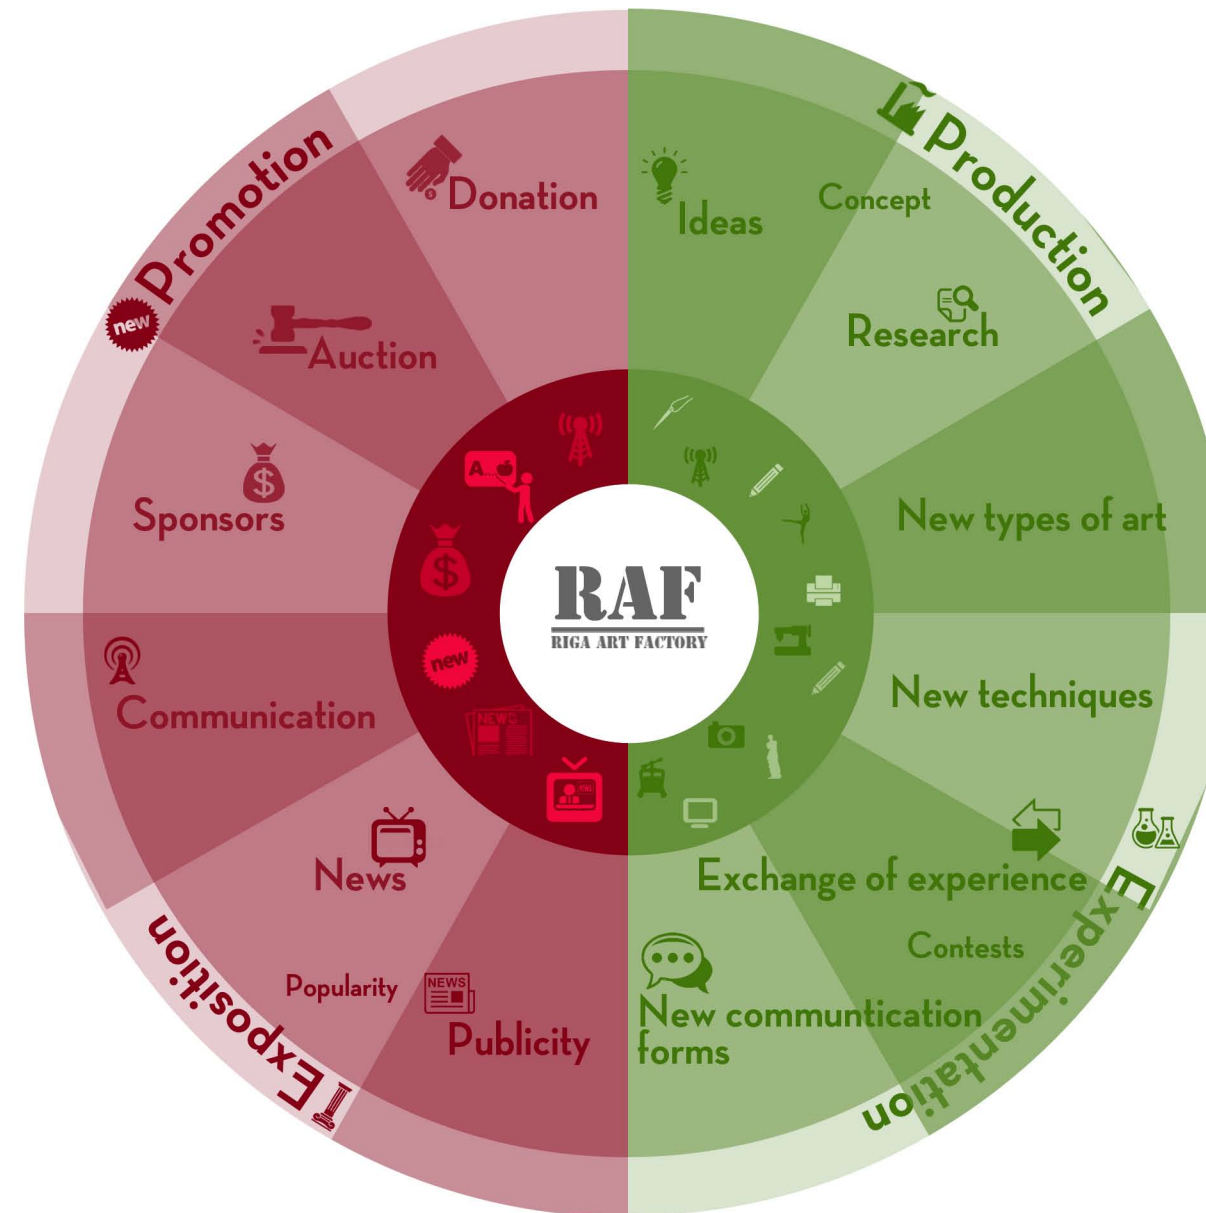 Promotion
new
Donation
Auction
Sponsors
Communication
News
Popularity
NEWS
Publicity
Exposition
Production
Ideas
Concept
Research
New types of art
New techniques
Exchange of experience
Contests
New communtication
forms
Experimentation
A...
$
new
NEWS
RAF
RIGA ART FACTORY
$
$